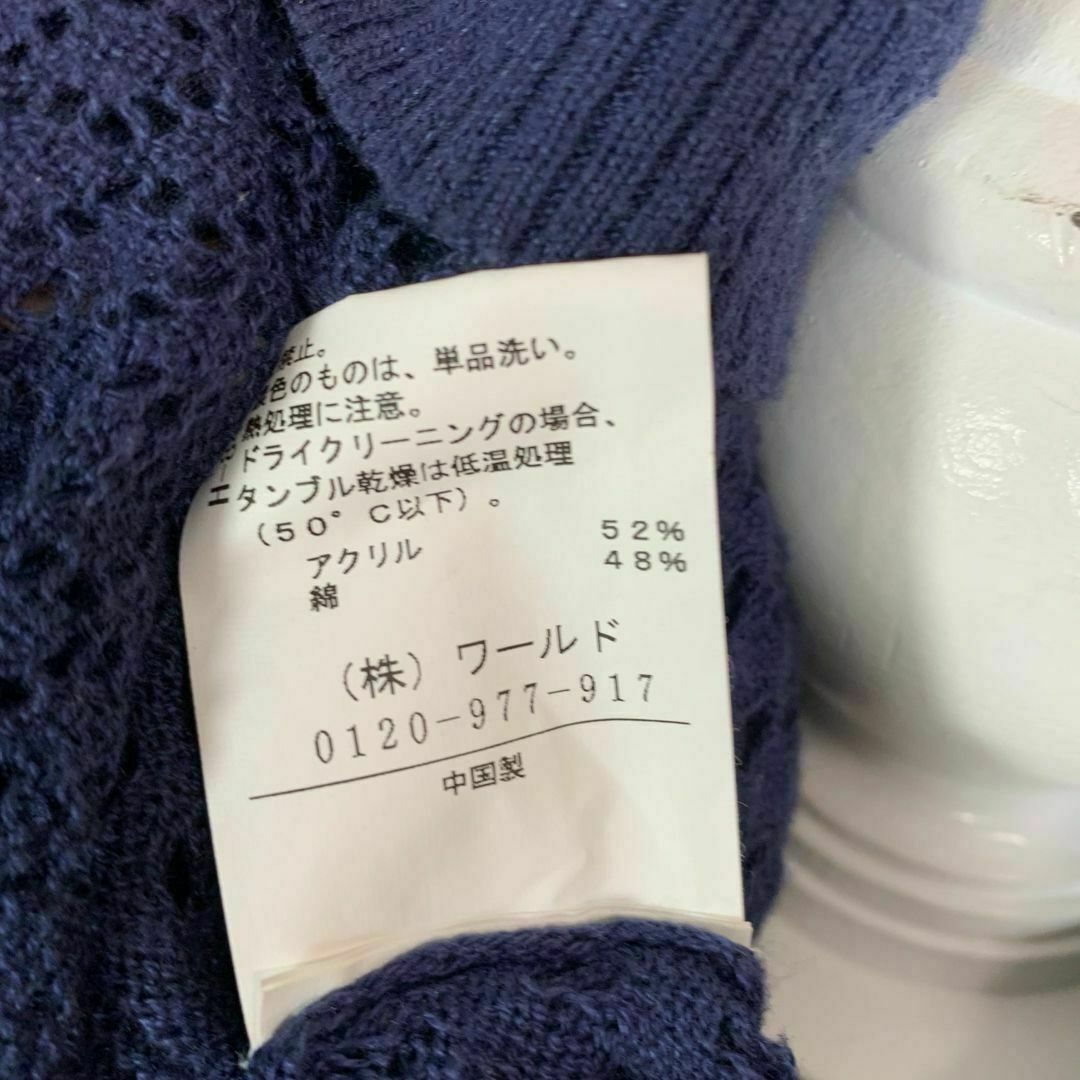 禁止。
色のものは、単品洗い。
熱処理に注意。
ドライクリーニングの場合、
タンブル乾燥は低温処理
（50°C以下）。
アクリル 52%
綿 48%
（株）ワールド
0120-977-917
中国製